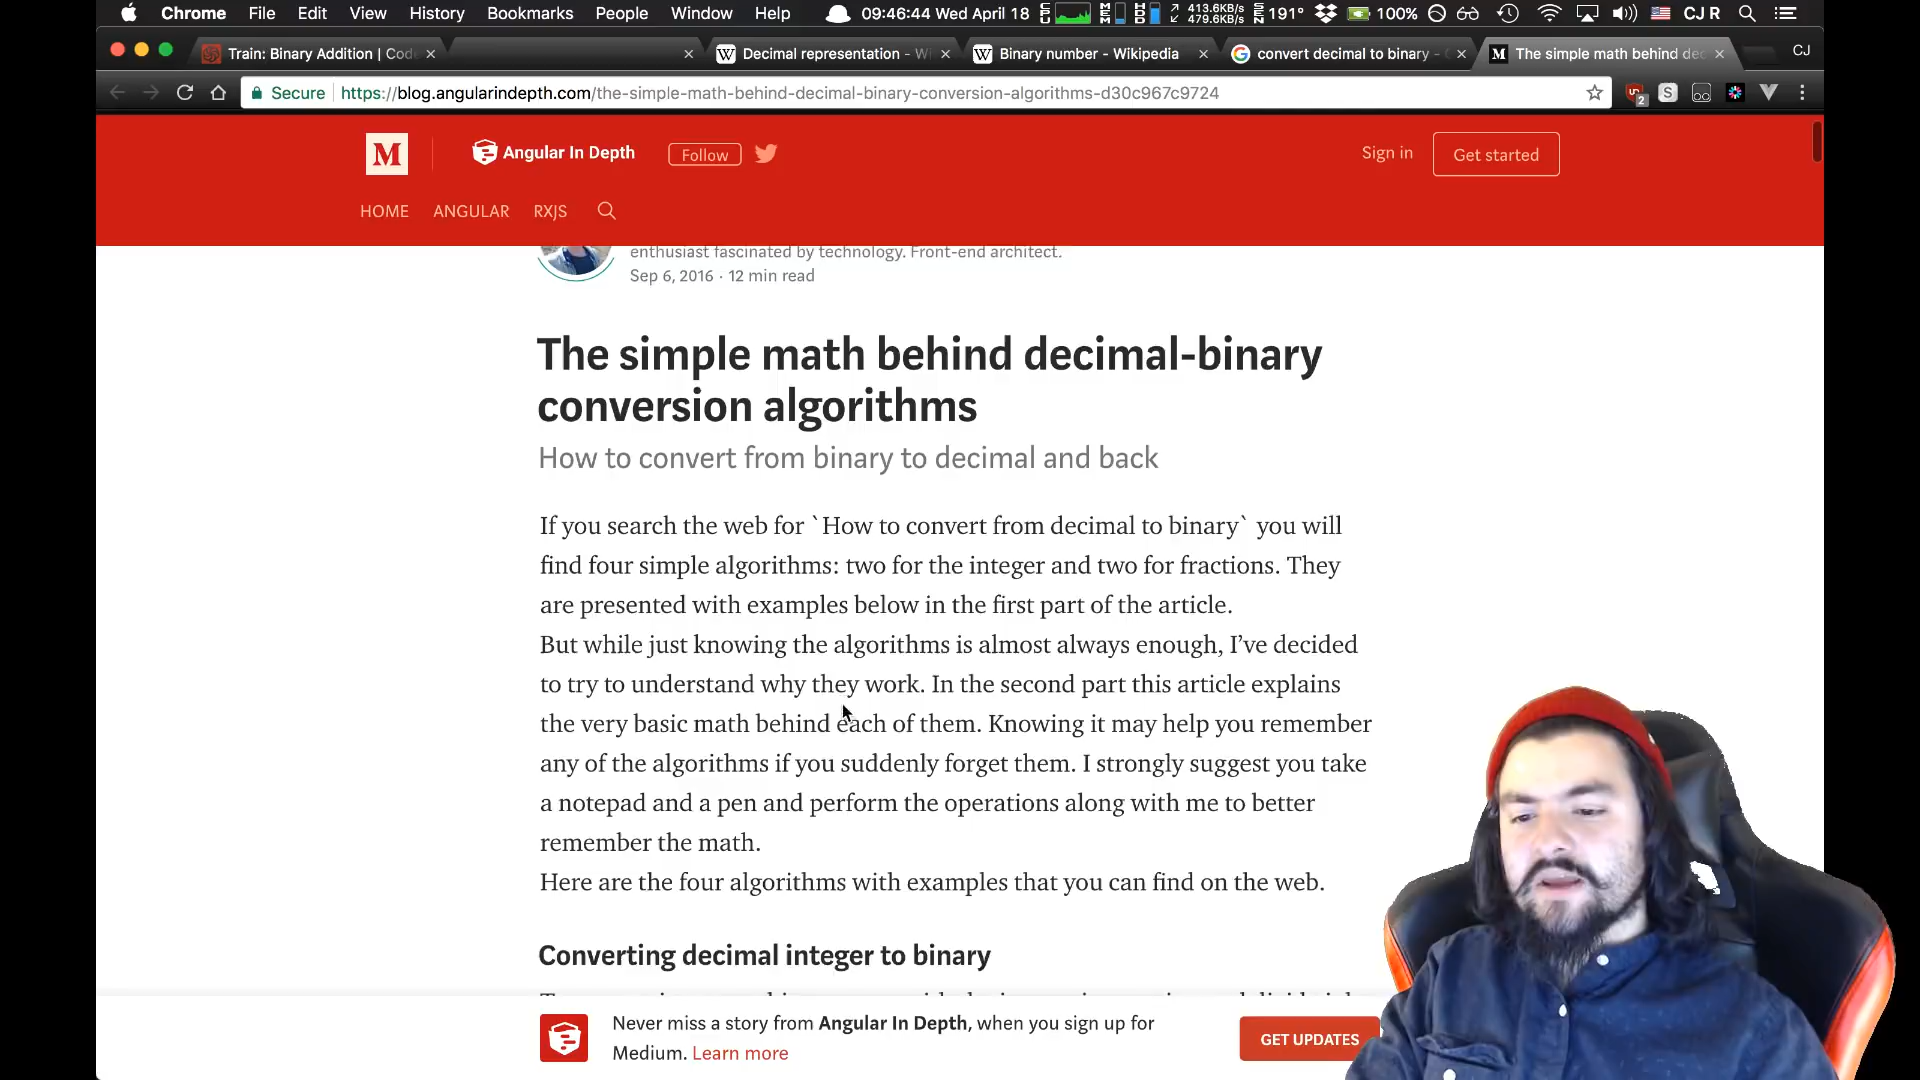 Chrome File Edit View History Bookmarks People Window Help 09:46:44 Wed April 18 413.6KB/s 479.6KB/s 191° 100% CJ R
Train: Binary Addition | Cod
Decimal representation - Wi
Binary number - Wikipedia
convert decimal to binary -
The simple math behind dec
CJ
Secure https://blog.angularindepth.com/the-simple-math-behind-decimal-binary-conversion-algorithms-d30c967c9724
2
M Angular In Depth Follow Sign in Get started
HOME ANGULAR RXJS
enthusiast fascinated by technology. Front-end architect.
Sep 6, 2016 · 12 min read
The simple math behind decimal-binary
conversion algorithms
How to convert from binary to decimal and back
If you search the web for `How to convert from decimal to binary` you will
find four simple algorithms: two for the integer and two for fractions. They
are presented with examples below in the first part of the article.
But while just knowing the algorithms is almost always enough, I’ve decided
to try to understand why they work. In the second part this article explains
the very basic math behind each of them. Knowing it may help you remember
any of the algorithms if you suddenly forget them. I strongly suggest you take
a notepad and a pen and perform the operations along with me to better
remember the math.
Here are the four algorithms with examples that you can find on the web.
Converting decimal integer to binary
Never miss a story from Angular In Depth, when you sign up for
Medium. Learn more
GET UPDATES